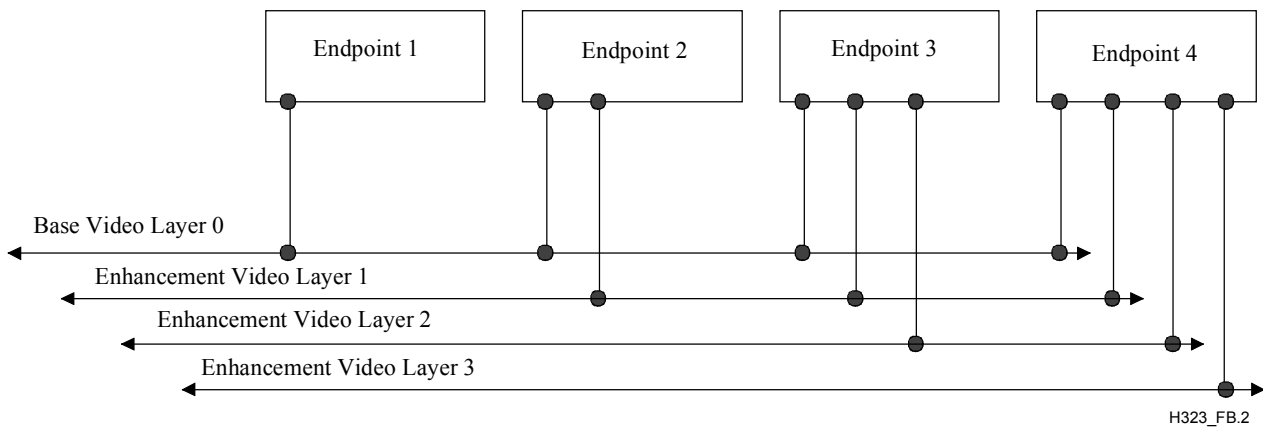 Endpoint 1
Endpoint 2
Endpoint 3
Endpoint 4
Base Video Layer 0
Enhancement Video Layer 1
Enhancement Video Layer 2
Enhancement Video Layer 3
H323_FB.2